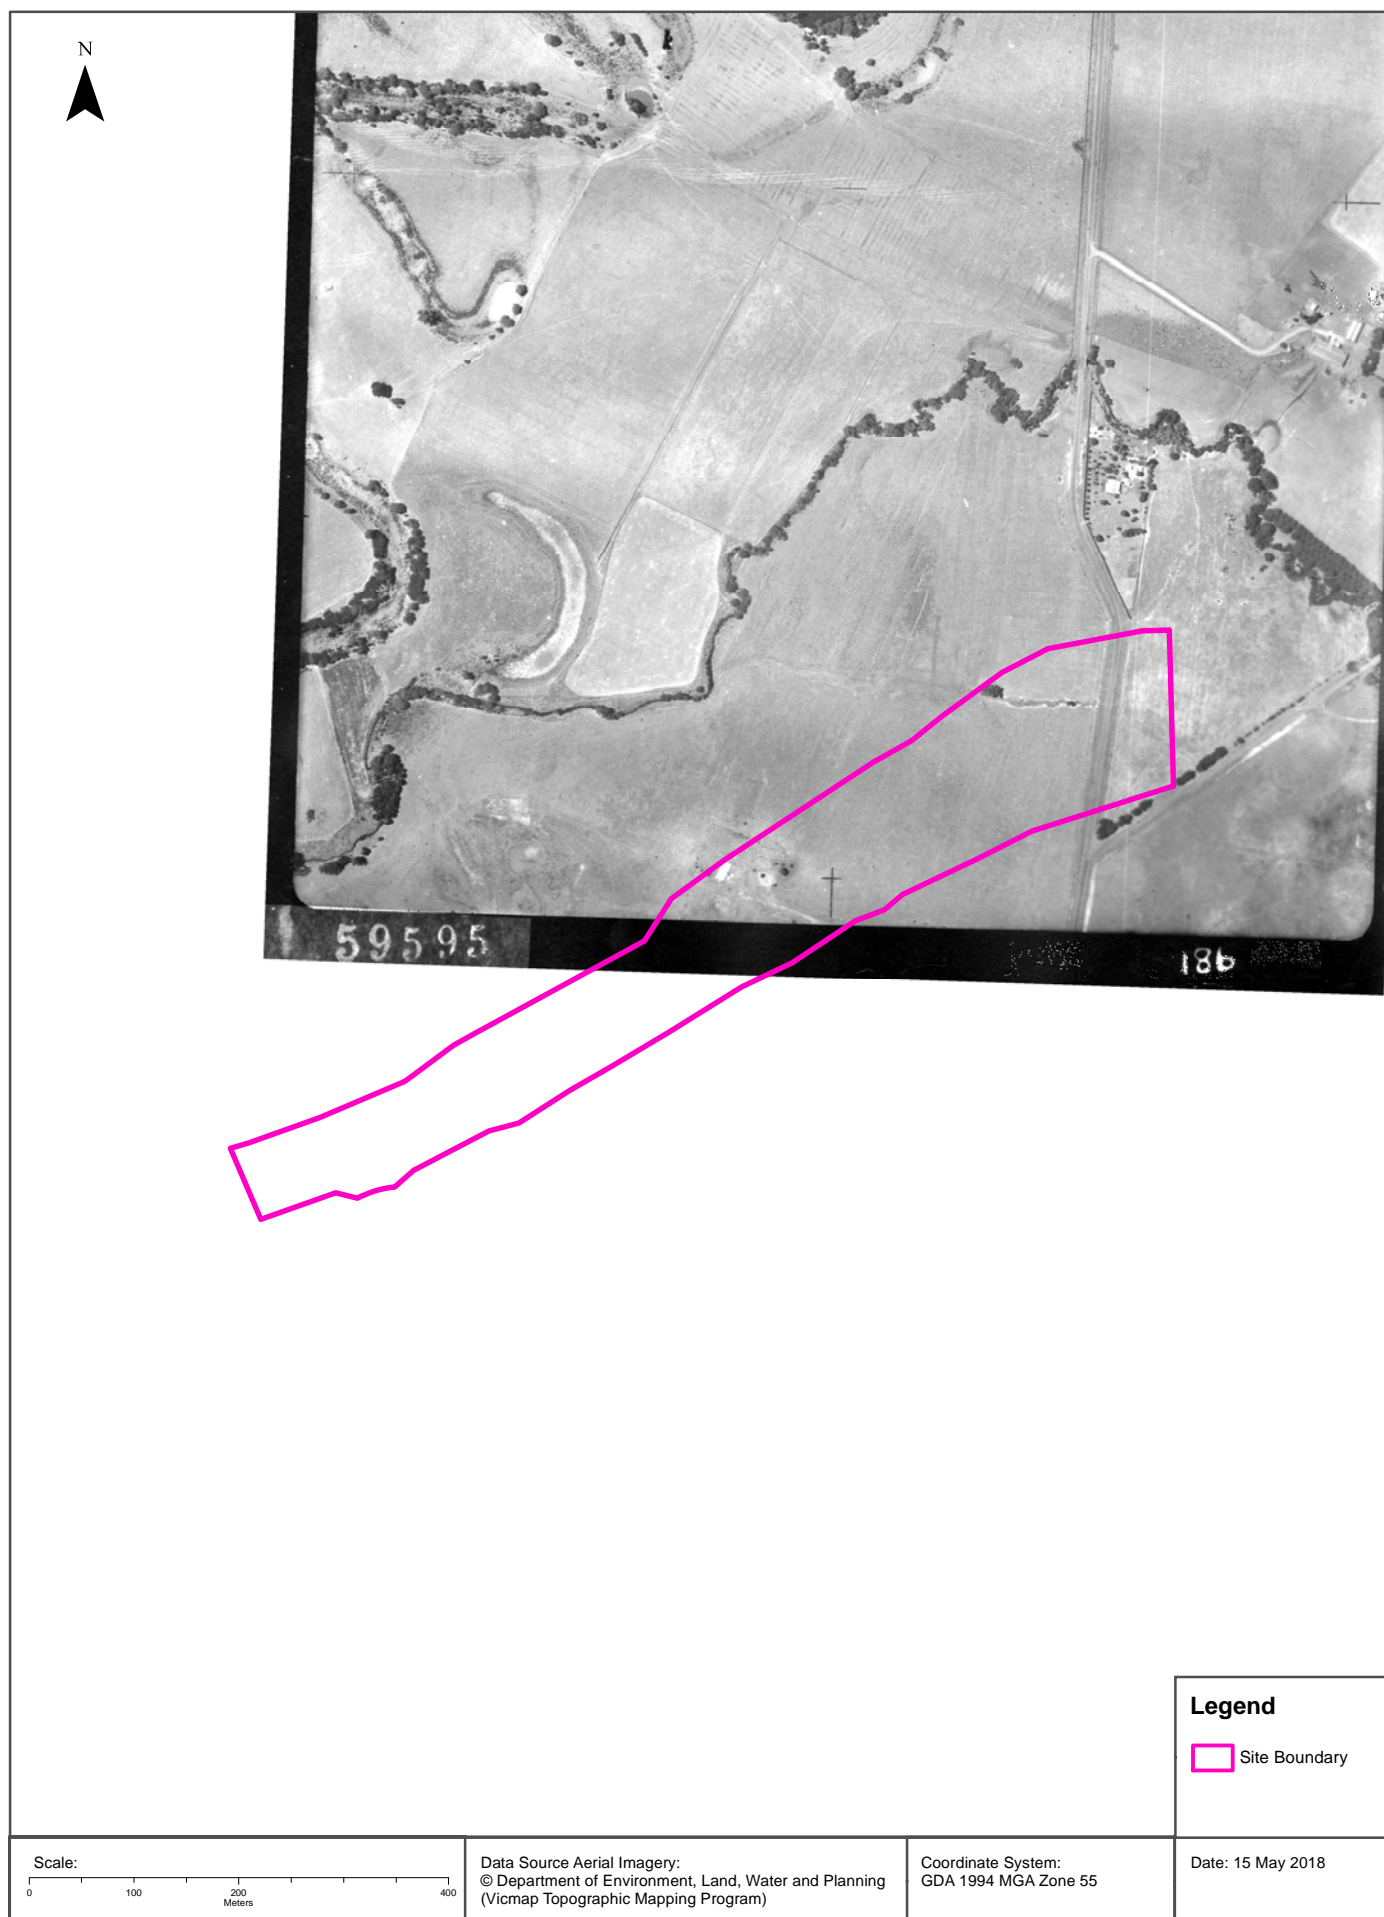 N
59595
186
Legend
Site Boundary
Scale:
0 100 200 400
Meters
Data Source Aerial Imagery:
© Department of Environment, Land, Water and Planning
(Vicmap Topographic Mapping Program)
Coordinate System:
GDA 1994 MGA Zone 55
Date: 15 May 2018